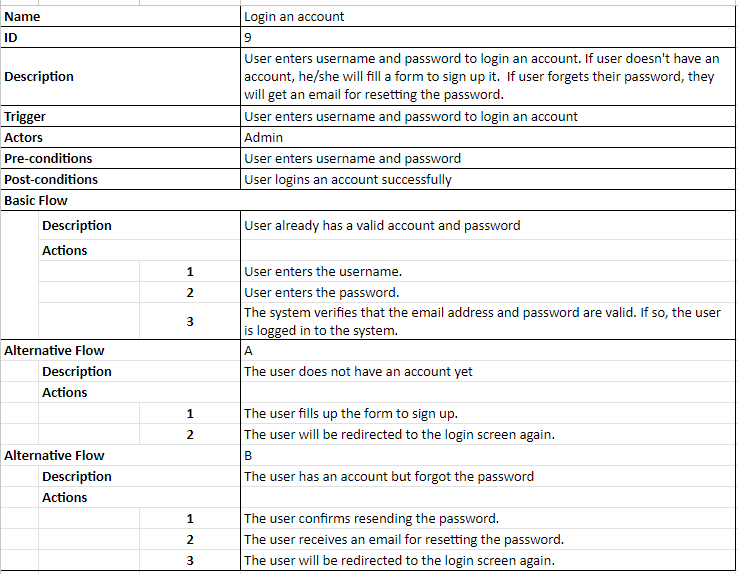 Name Login an account
ID 9
Description User enters username and password to login an account. If user doesn't have an
account, he/she will fill a form to sign up it. If user forgets their password, they
will get an email for resetting the password.
Trigger User enters username and password to login an account
Actors Admin
Pre-conditions User enters username and password
Post-conditions User logins an account successfully
Basic Flow
Description User already has a valid account and password
Actions
1 User enters the username.
2 User enters the password.
3 The system verifies that the email address and password are valid. If so, the user
is logged in to the system.
Alternative Flow A
Description The user does not have an account yet
Actions
1 The user fills up the form to sign up.
2 The user will be redirected to the login screen again.
Alternative Flow B
Description The user has an account but forgot the password
Actions
1 The user confirms resending the password.
2 The user receives an email for resetting the password.
3 The user will be redirected to the login screen again.